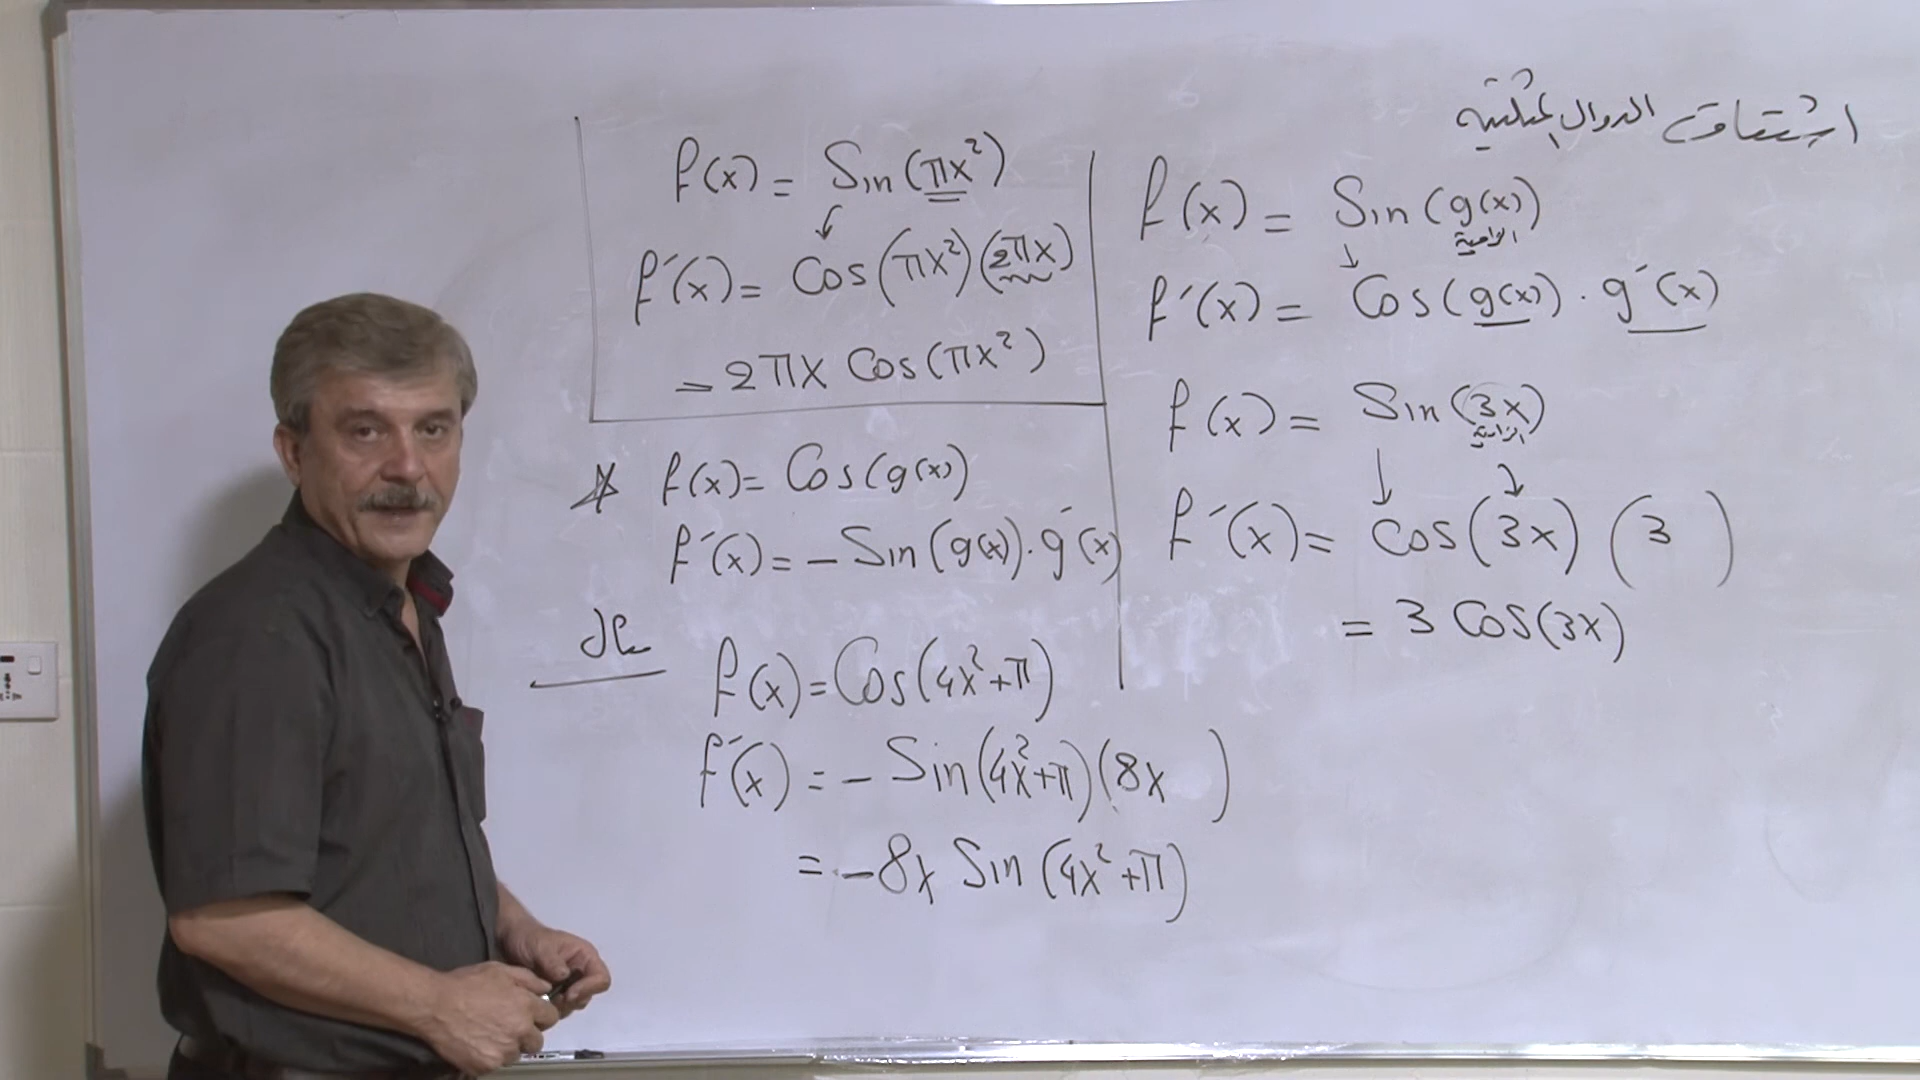 اشتقاق الدوال المثلثية
f(x) = Sin(g(x))
الزاوية
f'(x) = Cos(g(x)) . g'(x)
f(x) = Sin(3x)
الزاوية
f'(x) = Cos(3x) (3 )
= 3 Cos(3x)
f(x) = Sin(πx²)
f'(x) = Cos(πx²)(2πx)
= 2πx Cos(πx²)
f(x) = Cos(g(x))
f'(x) = -Sin(g(x)).g'(x)
مثال
f(x) = Cos(4x²+π)
f'(x) = -Sin(4x²+π)(8x )
= -8x Sin(4x²+π)